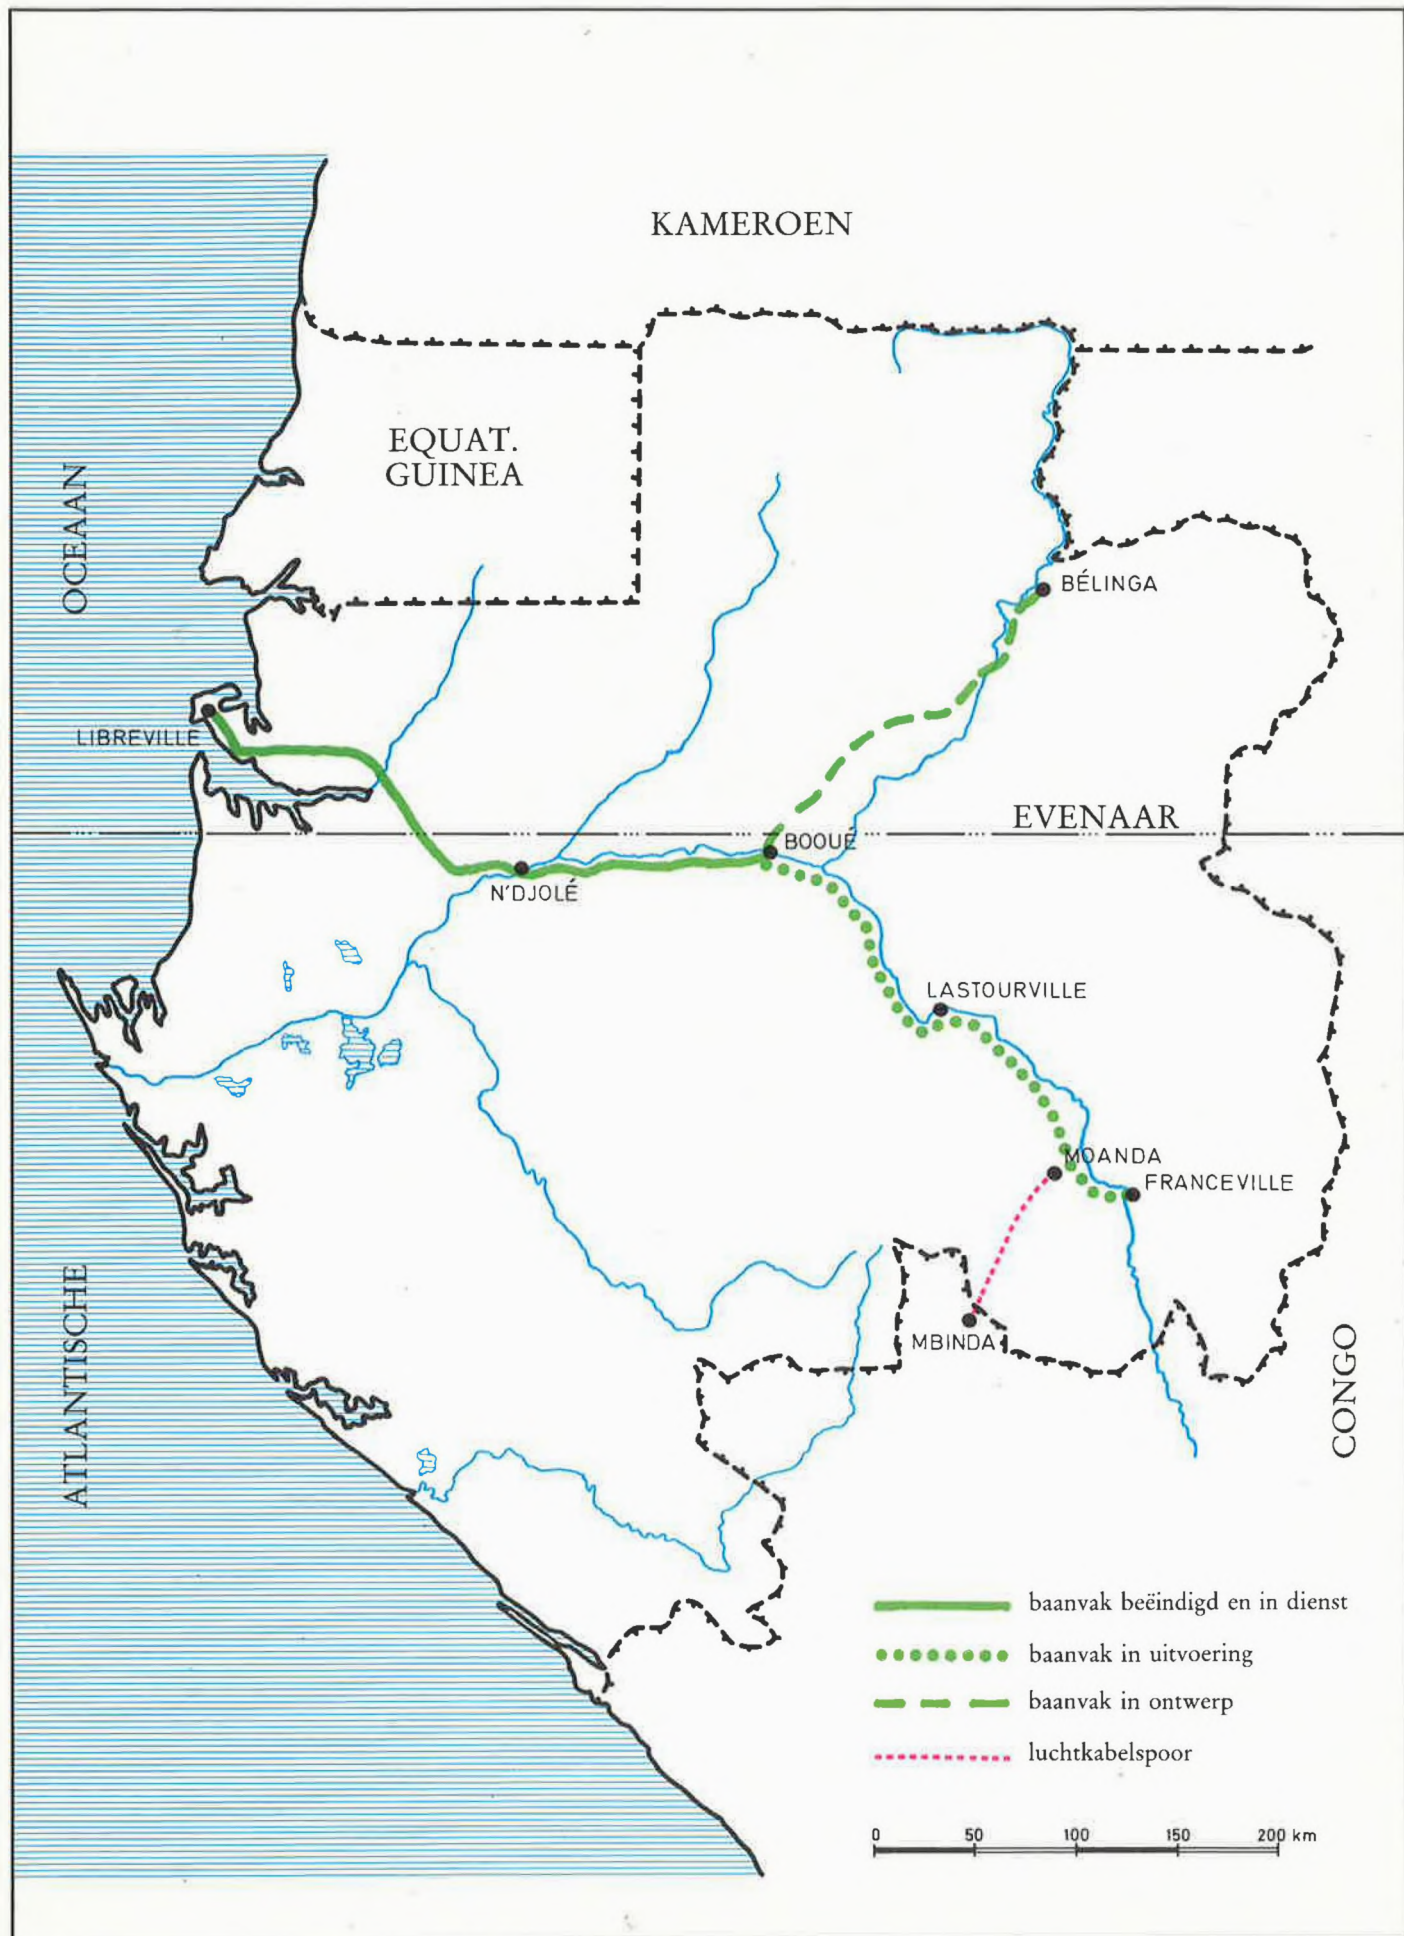 KAMEROEN
EQUAT.
GUINEA
OCEAAN
BÉLINGA
LIBREVILLE
EVENAAR
BOOUÉ
N'DJOLÉ
LASTOURVILLE
MOANDA
FRANCEVILLE
MBINDA
ATLANTISCHE
CONGO
baanvak beëindigd en in dienst
baanvak in uitvoering
baanvak in ontwerp
luchtkabelspoor
0 50 100 150 200 km